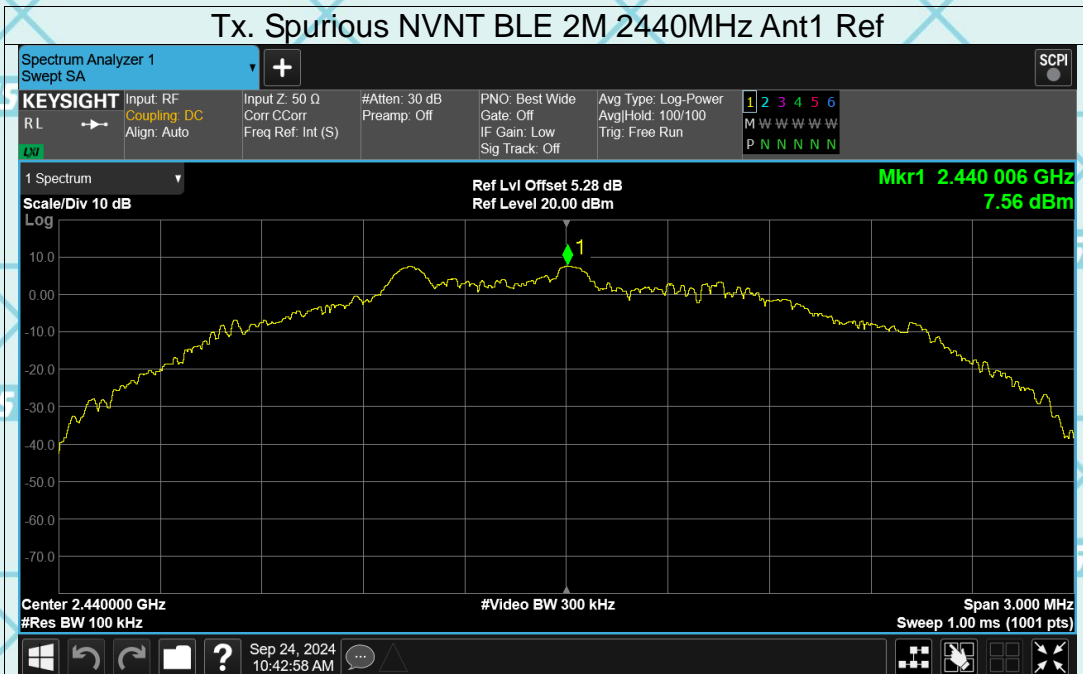 Tx. Spurious NVNT BLE 2M 2440MHz Ant1 Ref
Spectrum Analyzer 1
Swept SA
+
SCPI
KEYSIGHT
R L
LXI
Input: RF
Coupling: DC
Align: Auto
Input Z: 50 Ω
Corr CCorr
Freq Ref: Int (S)
#Atten: 30 dB
Preamp: Off
PNO: Best Wide
Gate: Off
IF Gain: Low
Sig Track: Off
Avg Type: Log-Power
Avg|Hold: 100/100
Trig: Free Run
1 2 3 4 5 6
M W W W W W
P N N N N N
1 Spectrum
Scale/Div 10 dB
Ref Lvl Offset 5.28 dB
Ref Level 20.00 dBm
Mkr1 2.440 006 GHz
7.56 dBm
Log
1
10.0
0.00
-10.0
-20.0
-30.0
-40.0
-50.0
-60.0
-70.0
Center 2.440000 GHz
#Video BW 300 kHz
Span 3.000 MHz
#Res BW 100 kHz
Sweep 1.00 ms (1001 pts)
?
Sep 24, 2024
10:42:58 AM